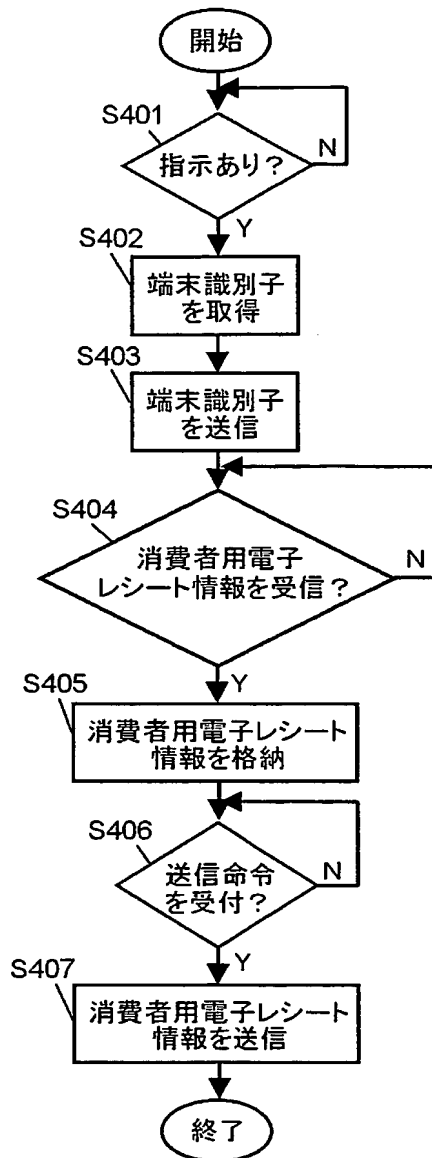 開始
S401
指示あり？
N
Y
S402
端末識別子
を取得
S403
端末識別子
を送信
S404
消費者用電子
レシート情報を受信？
N
Y
S405
消費者用電子レシート
情報を格納
S406
送信命令
を受付？
N
Y
S407
消費者用電子レシート
情報を送信
終了